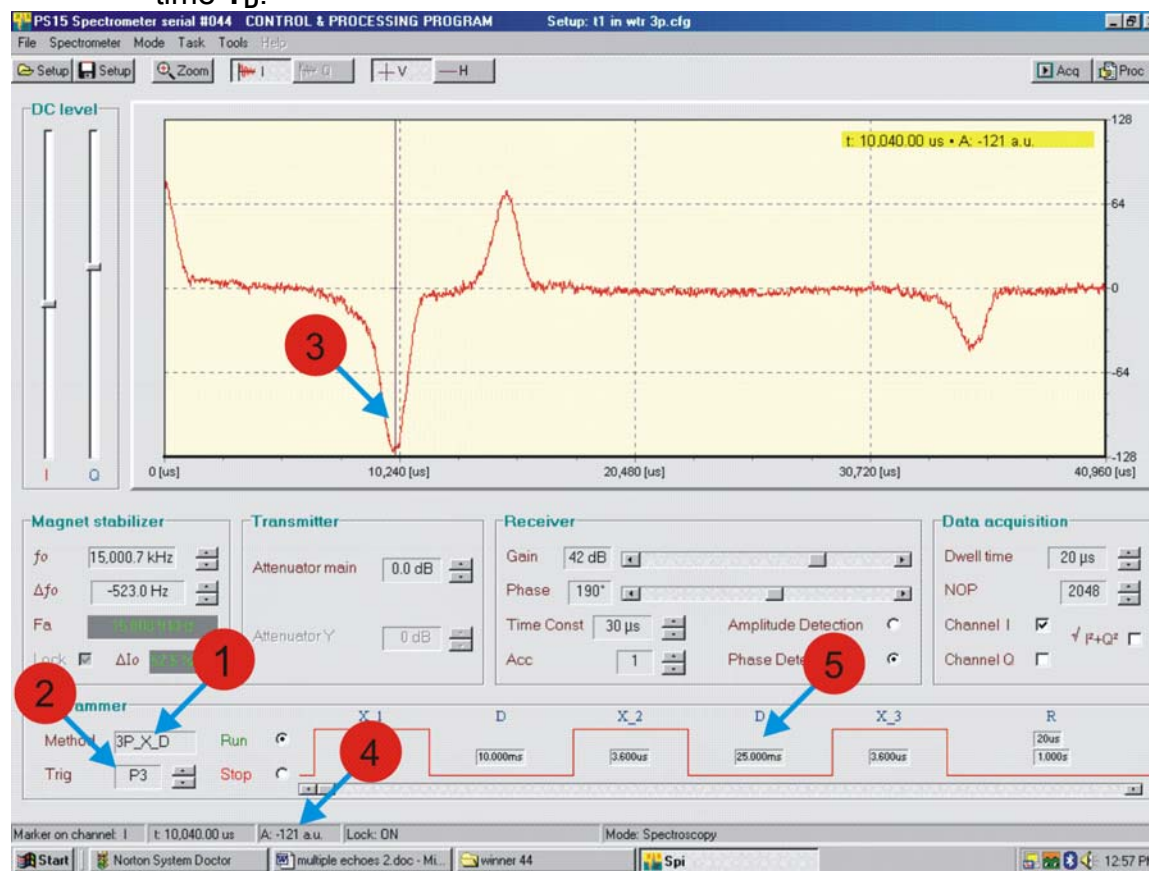 time τD.
PS15 Spectrometer serial #044 CONTROL & PROCESSING PROGRAM Setup: t1 in wtr 3p.cfg
File Spectrometer Mode Task Tools Help
Setup Setup Zoom I Q V H Acq Proc
DC level
I Q
t: 10,040.00 us • A: -121 a.u.
128
64
0
-64
-128
0 [us] 10,240 [us] 20,480 [us] 30,720 [us] 40,960 [us]
3
Magnet stabilizer
fo 15,000.7 kHz
Δfo -523.0 Hz
Fa
Lock ΔIo
Transmitter
Attenuator main 0.0 dB
Attenuator Y 0 dB
Receiver
Gain 42 dB
Phase 190°
Time Const 30 µs Amplitude Detection
Acc 1 Phase
Data acquisition
Dwell time 20 µs
NOP 2048
Channel I √ I²+Q²
Channel Q
1
2
5
4
Method 3P_X_D Run
Trig P3 Stop
X_1 D X_2 D X_3 R
10.000ms 3.600us 25.000ms 3.600us 20us
1.000s
Marker on channel: I t: 10,040.00 us A: -121 a.u. Lock: ON Mode: Spectroscopy
Start Norton System Doctor multiple echoes 2.doc - Mi... winner 44 Spi 12:57